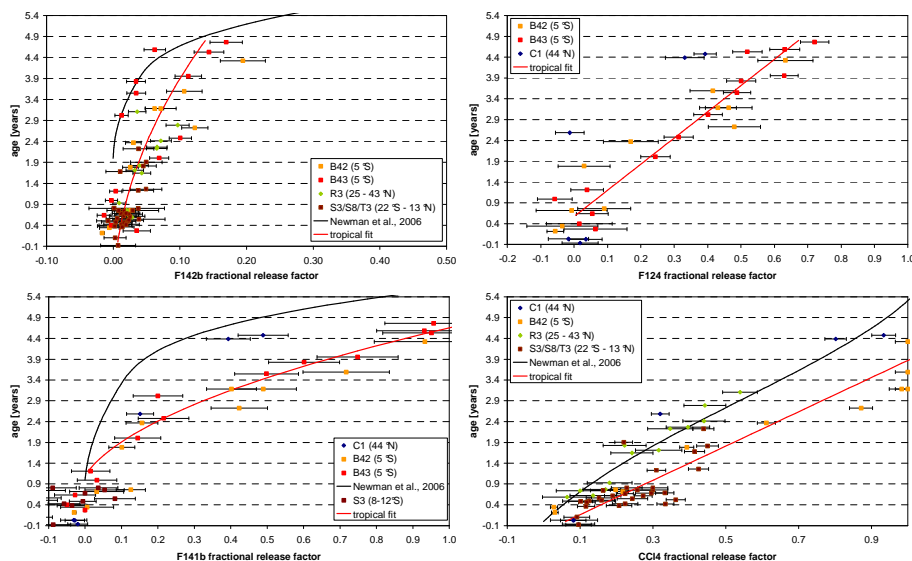 5.4
4.9
4.4
3.9
3.4
2.9
2.4
1.9
1.4
0.9
0.4
-0.1
age [years]
B42 (5°S)
B43 (5°S)
R3 (25 - 43°N)
S3/S8/T3 (22°S - 13°N)
Newman et al., 2006
tropical fit
-0.10 0.00 0.10 0.20 0.30 0.40 0.50
F142b fractional release factor
5.4
4.9
4.4
3.9
3.4
2.9
2.4
1.9
1.4
0.9
0.4
-0.1
age [years]
B42 (5°S)
B43 (5°S)
C1 (44°N)
tropical fit
-0.2 -0.1 0 0.1 0.2 0.3 0.4 0.5 0.6 0.7 0.8 0.9 1
F124 fractional release factor
5.4
4.9
4.4
3.9
3.4
2.9
2.4
1.9
1.4
0.9
0.4
-0.1
age [years]
C1 (44°N)
B42 (5°S)
B43 (5°S)
Newman et al., 2006
S3 (8-12°S)
tropical fit
-0.1 0.0 0.1 0.2 0.3 0.4 0.5 0.6 0.7 0.8 0.9 1.0
F141b fractional release factor
5.4
4.9
4.4
3.9
3.4
2.9
2.4
1.9
1.4
0.9
0.4
-0.1
age [years]
C1 (44°N)
B42 (5°S)
R3 (25 - 43°N)
S3/S8/T3 (22°S - 13°N)
Newman et al., 2006
tropical fit
-0.1 0 0.1 0.2 0.3 0.4 0.5 0.6 0.7 0.8 0.9 1
CCl4 fractional release factor